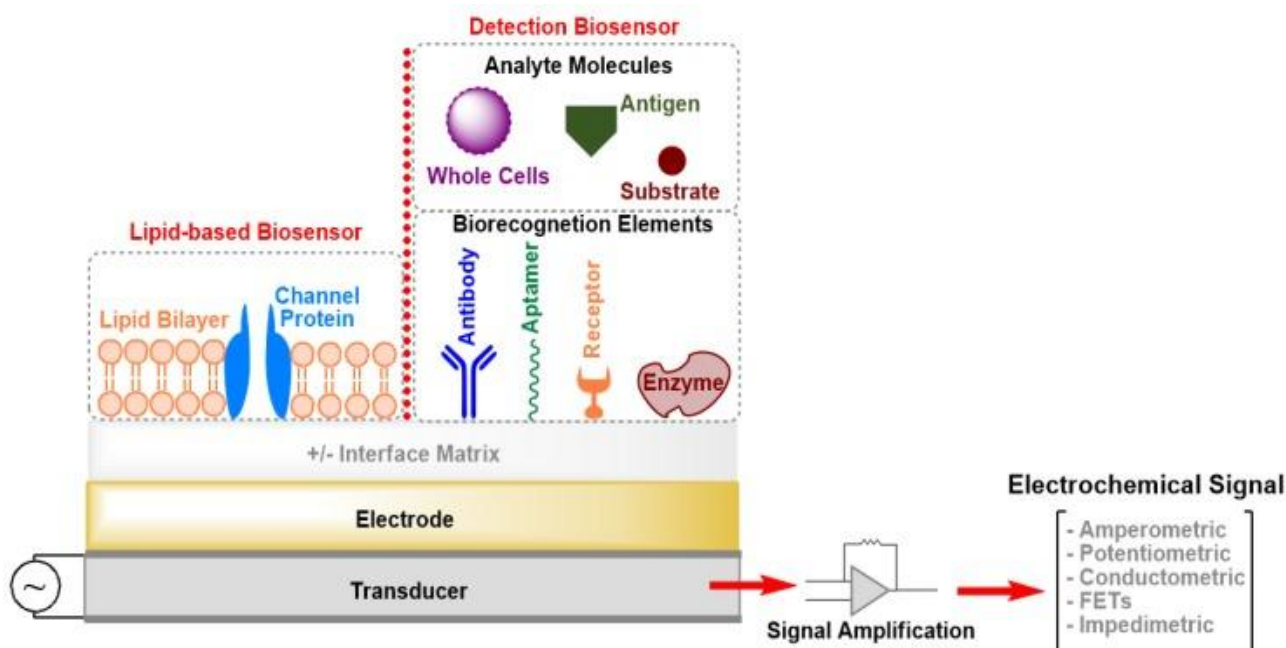 Detection Biosensor
Analyte Molecules
Antigen
Whole Cells
Substrate
Lipid-based Biosensor
Biorecognetion Elements
Lipid Bilayer
Channel
Protein
Antibody
Aptamer
Receptor
Enzyme
+/- Interface Matrix
Electrode
Transducer
~
Signal Amplification
Electrochemical Signal
- Amperometric
- Potentiometric
- Conductometric
- FETs
- Impedimetric